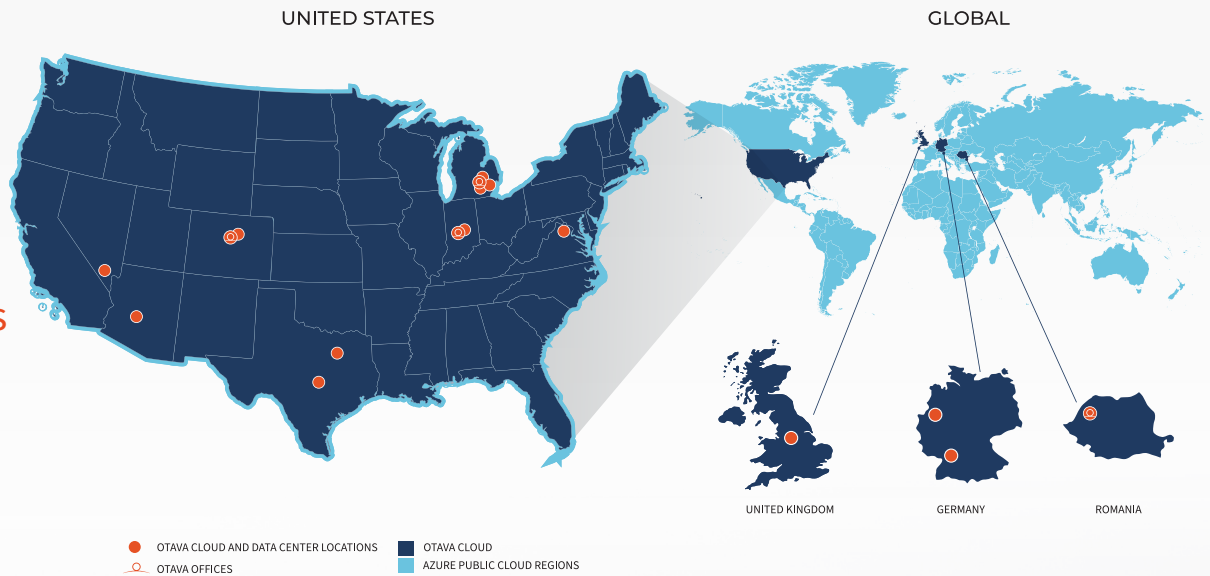 UNITED STATES
GLOBAL
S
UNITED KINGDOM
GERMANY
ROMANIA
OTAVA CLOUD AND DATA CENTER LOCATIONS
OTAVA CLOUD
OTAVA OFFICES
AZURE PUBLIC CLOUD REGIONS